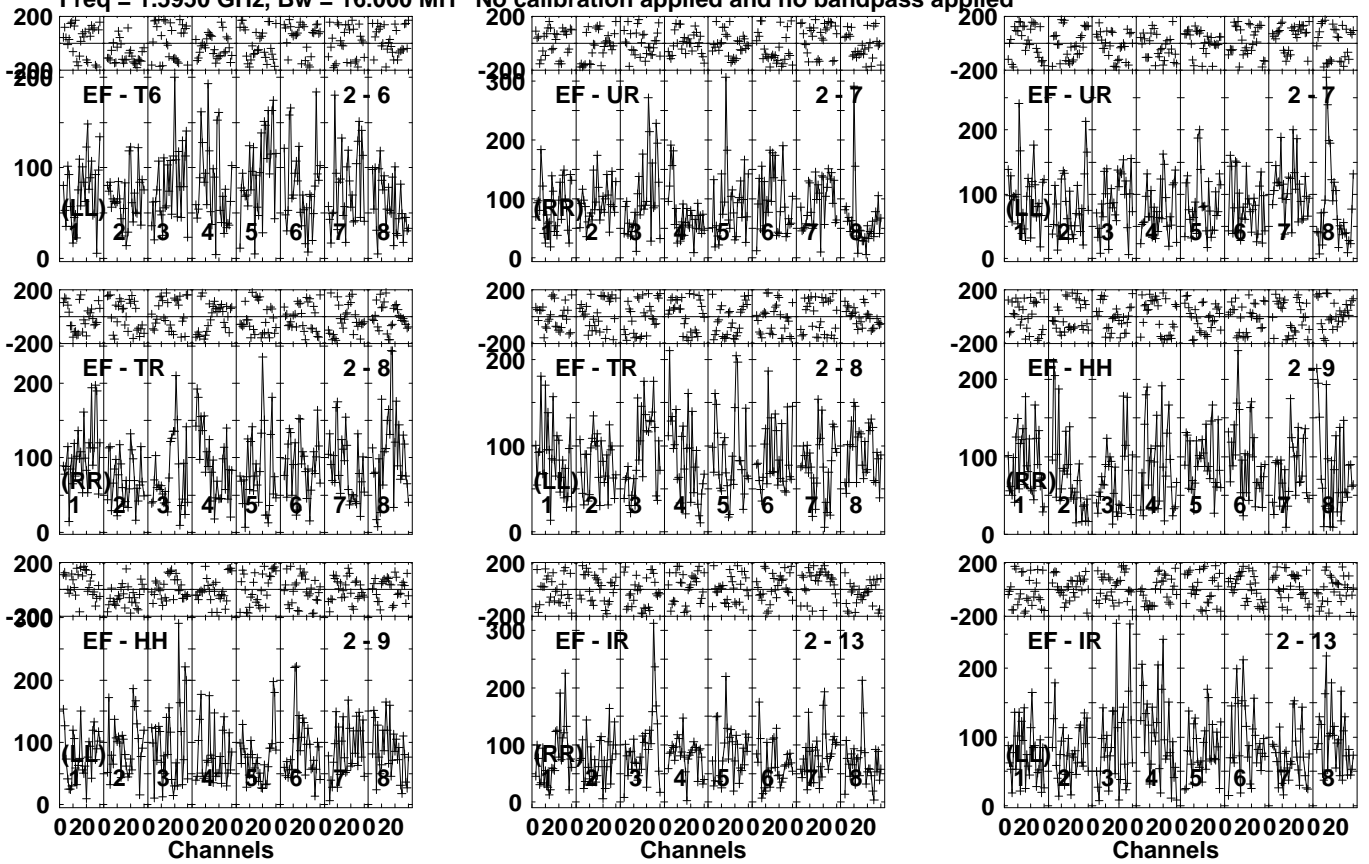 Freq = 1.5950 GHz, Bw = 16.000 MH No calibration applied and no bandpass applied
200 200 200
-200 -200 -200
200 300
EF - T6 2 - 6 EF - UR 2 - 7 EF - UR 2 - 7
200 200
100 100 100
(LL) (RR) (LL)
1 2 3 4 5 6 7 8 1 2 3 4 5 6 7 8 1 2 3 4 5 6 7 8
0 0 0
200 200 200
-200 -200 -200
EF - TR 2 - 8 EF - TR 2 - 8 EF - HH 2 - 9
200 200 200
100 100 100
(RR) (LL) (RR)
1 2 3 4 5 6 7 8 1 2 3 4 5 6 7 8 1 2 3 4 5 6 7 8
0 0 0
200 200 200
-200 -200 -200
300 300
EF - HH 2 - 9 EF - IR 2 - 13 EF - IR 2 - 13
200 200 200
100 100 100
(LL) (RR) (LL)
1 2 3 4 5 6 7 8 1 2 3 4 5 6 7 8 1 2 3 4 5 6 7 8
0 0 0
0 20 0 20 0 20 0 20 0 20 0 20 0 20 0 20 0 20 0 20 0 20 0 20 0 20 0 20 0 20 0 20 0 20 0 20 0 20 0 20 0 20 0 20 0 20 0 20
Channels Channels Channels